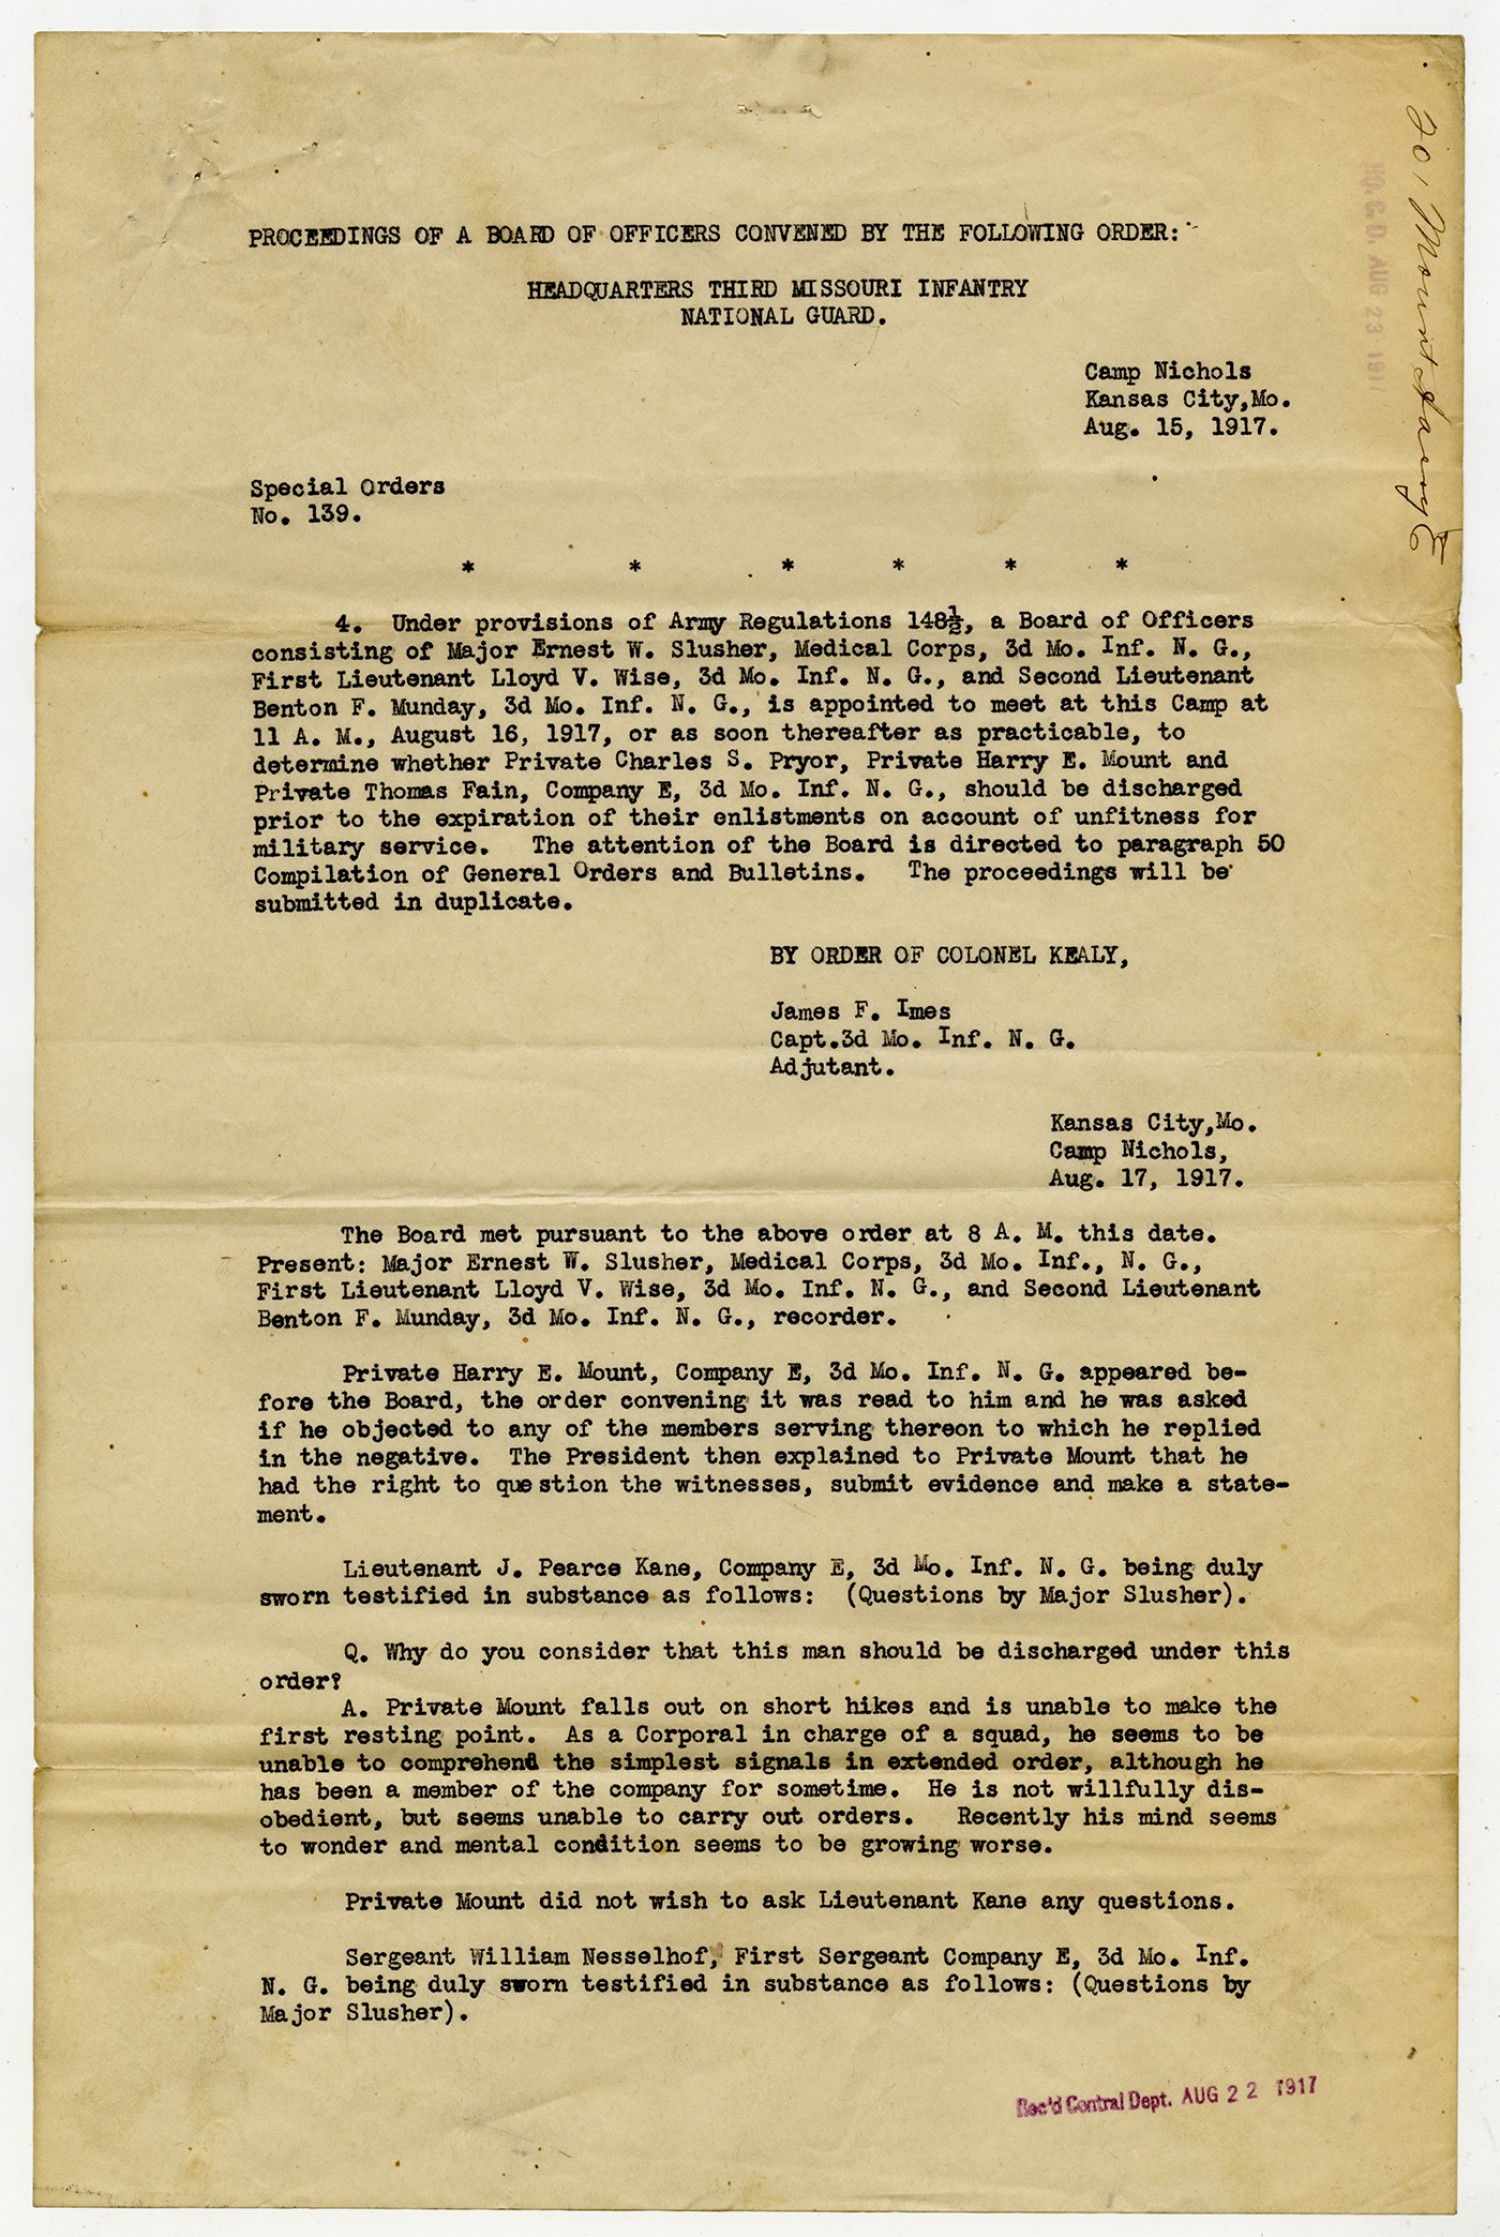 PROCEEDINGS OF A BOARD OF OFFICERS CONVENED BY THE FOLLOWING ORDER:
HEADQUARTERS THIRD MISSOURI INFANTRY
NATIONAL GUARD.
Camp Nichols
Kansas City,Mo.
Aug. 15, 1917.
Special Orders
No. 139.
* * * * * *
4. Under provisions of Army Regulations 148½, a Board of Officers
consisting of Major Ernest W. Slusher, Medical Corps, 3d Mo. Inf. N. G.,
First Lieutenant Lloyd V. Wise, 3d Mo. Inf. N. G., and Second Lieutenant
Benton F. Munday, 3d Mo. Inf. N. G., is appointed to meet at this Camp at
11 A. M., August 16, 1917, or as soon thereafter as practicable, to
determine whether Private Charles S. Pryor, Private Harry E. Mount and
Private Thomas Fain, Company E, 3d Mo. Inf. N. G., should be discharged
prior to the expiration of their enlistments on account of unfitness for
military service. The attention of the Board is directed to paragraph 50
Compilation of General Orders and Bulletins. The proceedings will be
submitted in duplicate.
BY ORDER OF COLONEL KEALY,
James F. Imes
Capt.3d Mo. Inf. N. G.
Adjutant.
Kansas City,Mo.
Camp Nichols,
Aug. 17, 1917.
The Board met pursuant to the above order at 8 A. M. this date.
Present: Major Ernest W. Slusher, Medical Corps, 3d Mo. Inf., N. G.,
First Lieutenant Lloyd V. Wise, 3d Mo. Inf. N. G., and Second Lieutenant
Benton F. Munday, 3d Mo. Inf. N. G., recorder.
Private Harry E. Mount, Company E, 3d Mo. Inf. N. G. appeared be-
fore the Board, the order convening it was read to him and he was asked
if he objected to any of the members serving thereon to which he replied
in the negative. The President then explained to Private Mount that he
had the right to question the witnesses, submit evidence and make a state-
ment.
Lieutenant J. Pearce Kane, Company E, 3d Mo. Inf. N. G. being duly
sworn testified in substance as follows: (Questions by Major Slusher).
Q. Why do you consider that this man should be discharged under this
order?
A. Private Mount falls out on short hikes and is unable to make the
first resting point. As a Corporal in charge of a squad, he seems to be
unable to comprehend the simplest signals in extended order, although he
has been a member of the company for sometime. He is not willfully dis-
obedient, but seems unable to carry out orders. Recently his mind seems
to wonder and mental condition seems to be growing worse.
Private Mount did not wish to ask Lieutenant Kane any questions.
Sergeant William Nesselhof, First Sergeant Company E, 3d Mo. Inf.
N. G. being duly sworn testified in substance as follows: (Questions by
Major Slusher).
Rec'd Central Dept. AUG 22 1917
AUG 23 191
Mount, Harry E